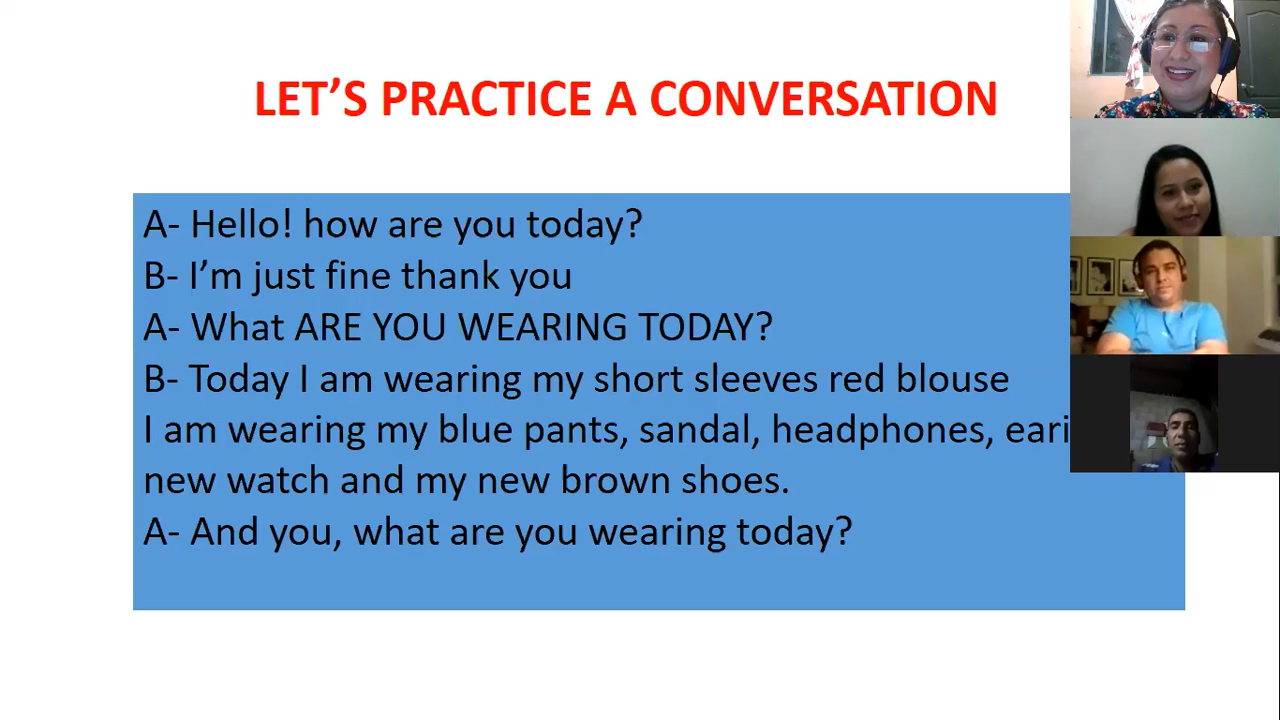 LET’S PRACTICE A CONVERSATION
A- Hello! how are you today?
B- I’m just fine thank you
A- What ARE YOU WEARING TODAY?
B- Today I am wearing my short sleeves red blouse
I am wearing my blue pants, sandal, headphones,
new watch and my new brown shoes.
A- And you, what are you wearing today?